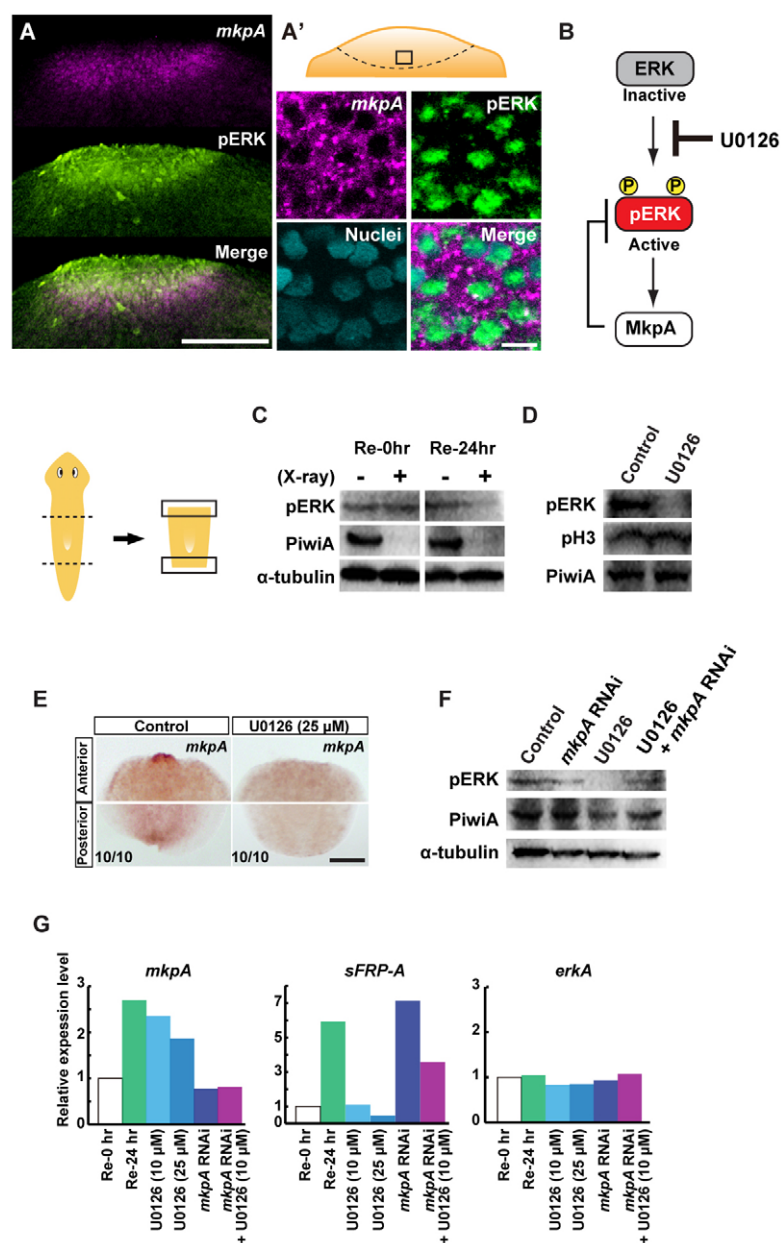 A
mkpA
pERK
Merge
A'
mkpA
pERK
Nuclei
Merge
B
ERK
Inactive
U0126
P P
pERK
Active
MkpA
C
Re-0hr Re-24hr
(X-ray) - + - +
pERK
PiwiA
α-tubulin
D
Control
U0126
pERK
pH3
PiwiA
E
Control
U0126 (25 µM)
Anterior
mkpA
mkpA
Posterior
10/10
10/10
F
Control
mkpA RNAi
U0126
U0126
+ mkpA RNAi
pERK
PiwiA
α-tubulin
G
Relative expession level
mkpA
3
2
1
0
Re-0 hr
Re-24 hr
U0126 (10 µM)
U0126 (25 µM)
mkpA RNAi
mkpA RNAi
+ U0126 (10 µM)
sFRP-A
7
5
3
1
0
Re-0 hr
Re-24 hr
U0126 (10 µM)
U0126 (25 µM)
mkpA RNAi
mkpA RNAi
+ U0126 (10 µM)
erkA
3
2
1
0
Re-0 hr
Re-24 hr
U0126 (10 µM)
U0126 (25 µM)
mkpA RNAi
mkpA RNAi
+ U0126 (10 µM)